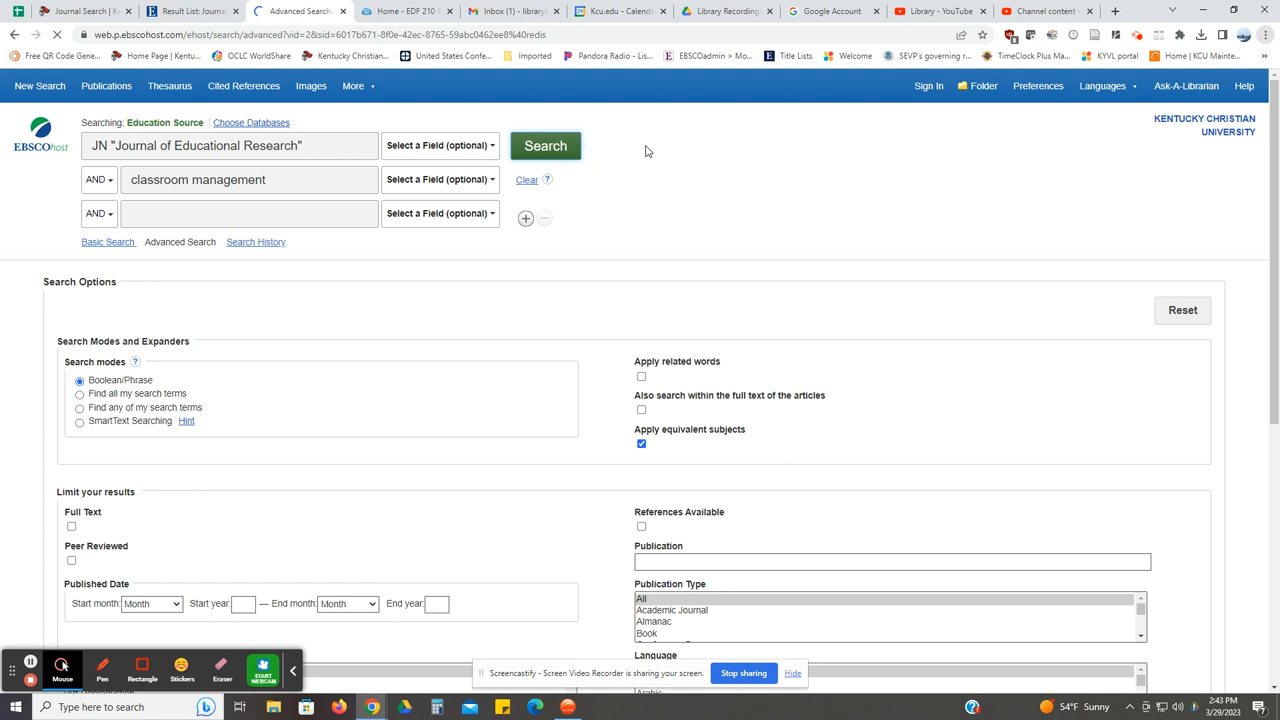 Journal Search | K
Result List: Journal
Advanced Search:
Home - EDF 210 C
Inbox (1) - library@
Kcu.edu - Calenda
Library Recording
Google Account
Library - YouTube
Channel content -
web.p.ebscohost.com/ehost/search/advanced?vid=2&sid=6017b671-8f0e-42ec-8765-59abc0462ee8%40redis
Free QR Code Gene...
Home Page | Kentu...
OCLC WorldShare
Kentucky Christian...
United States Confe...
Imported
Pandora Radio - Lis...
EBSCOadmin > Mo...
Title Lists
Welcome
SEVP's governing r...
TimeClock Plus Ma...
KYVL portal
Home | KCU Mainte...
New Search Publications Thesaurus Cited References Images More
Sign In Folder Preferences Languages Ask-A-Librarian Help
KENTUCKY CHRISTIAN
UNIVERSITY
EBSCOhost
Searching: Education Source Choose Databases
JN "Journal of Educational Research" Select a Field (optional) Search
AND classroom management Select a Field (optional) Clear ?
AND Select a Field (optional) + −
Basic Search Advanced Search Search History
Search Options
Reset
Search Modes and Expanders
Search modes ?
Boolean/Phrase
Find all my search terms
Find any of my search terms
SmartText Searching Hint
Apply related words
Also search within the full text of the articles
Apply equivalent subjects
Limit your results
Full Text
Peer Reviewed
Published Date
Start month: Month Start year: — End month: Month End year:
References Available
Publication
Publication Type
All
Academic Journal
Almanac
Book
Language
Mouse Pen Rectangle Stickers Eraser START WEBCAM
Screencastify - Screen Video Recorder is sharing your screen. Stop sharing Hide
Type here to search
54°F Sunny
2:43 PM
3/29/2023